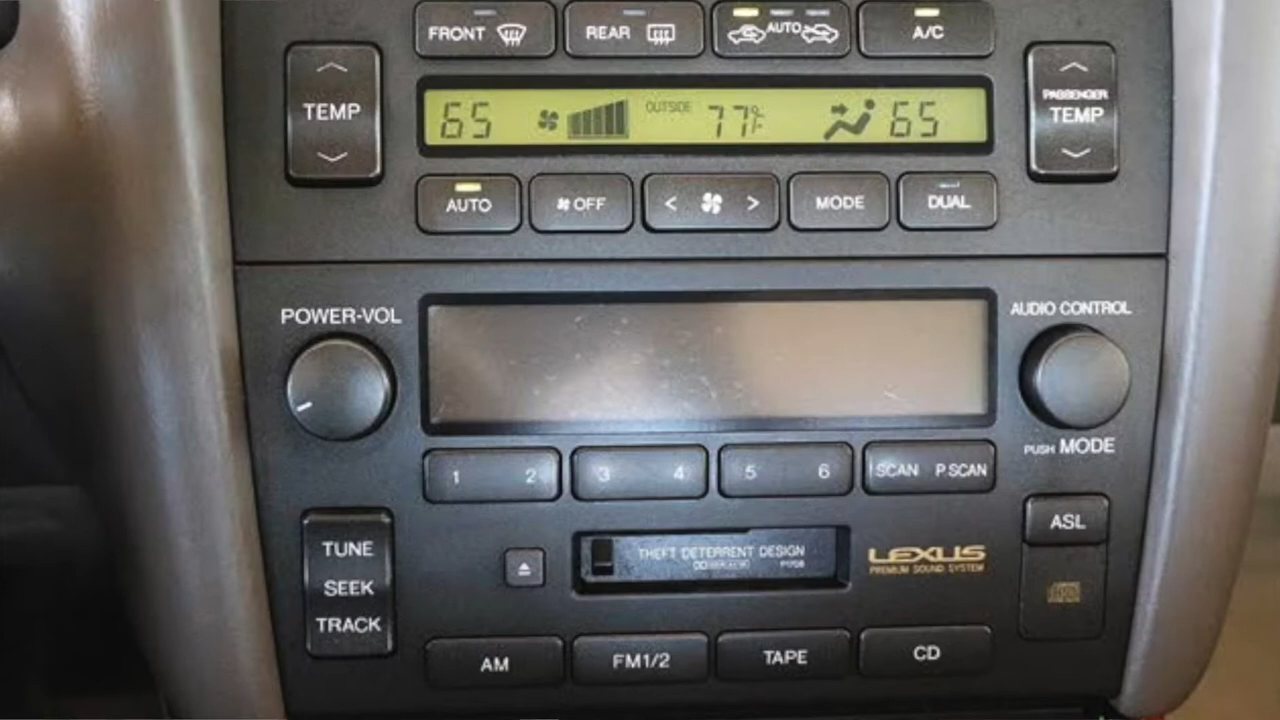 FRONT REAR AUTO A/C
TEMP
65 OUTSIDE 77°F 65
PASSENGER
TEMP
AUTO OFF < > MODE DUAL
POWER-VOL
AUDIO CONTROL
PUSH MODE
1 2 3 4 5 6 SCAN P.SCAN
TUNE
SEEK
TRACK
THEFT DETERRENT DESIGN
LEXUS
PREMIUM SOUND SYSTEM
ASL
AM FM1/2 TAPE CD